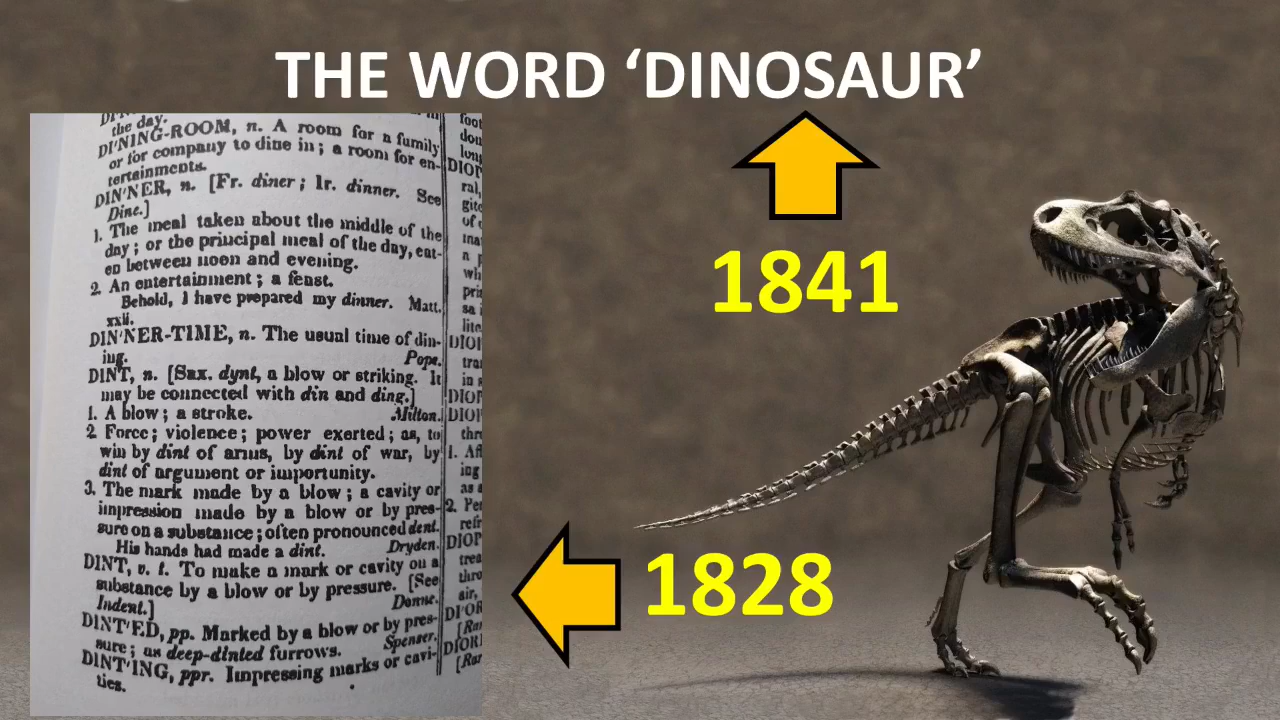 THE WORD ‘DINOSAUR’
1841
1828
the day.
DI'NING-ROOM, n. A room for a family
or for company to dine in; a room for en-
tertainments.
DIN'NER, n. [Fr. diner; Ir. dinner. See
Dine.]
1. The meal taken about the middle of the
day; or the principal meal of the day, eat-
en between noon and evening.
2. An entertainment; a feast.
Behold, I have prepared my dinner. Matt.
xxii.
DIN'NER-TIME, n. The usual time of din-
ing. Pope.
DINT, n. [Sax. dynt, a blow or striking. It
may be connected with din and ding.]
1. A blow; a stroke. Milton.
2. Force; violence; power exerted; as, to
win by dint of arms, by dint of war, by
dint of argument or importunity.
3. The mark made by a blow; a cavity or
impression made by a blow or by pres-
sure on a substance; often pronounced dent.
His hands had made a dint. Dryden.
DINT, v. t. To make a mark or cavity on a
substance by a blow or by pressure. [See
Indent.] Donne.
DINT'ED, pp. Marked by a blow or by pres-
sure; as deep-dinted furrows. Spenser.
DINT'ING, ppr. Impressing marks or cavi-
ties.